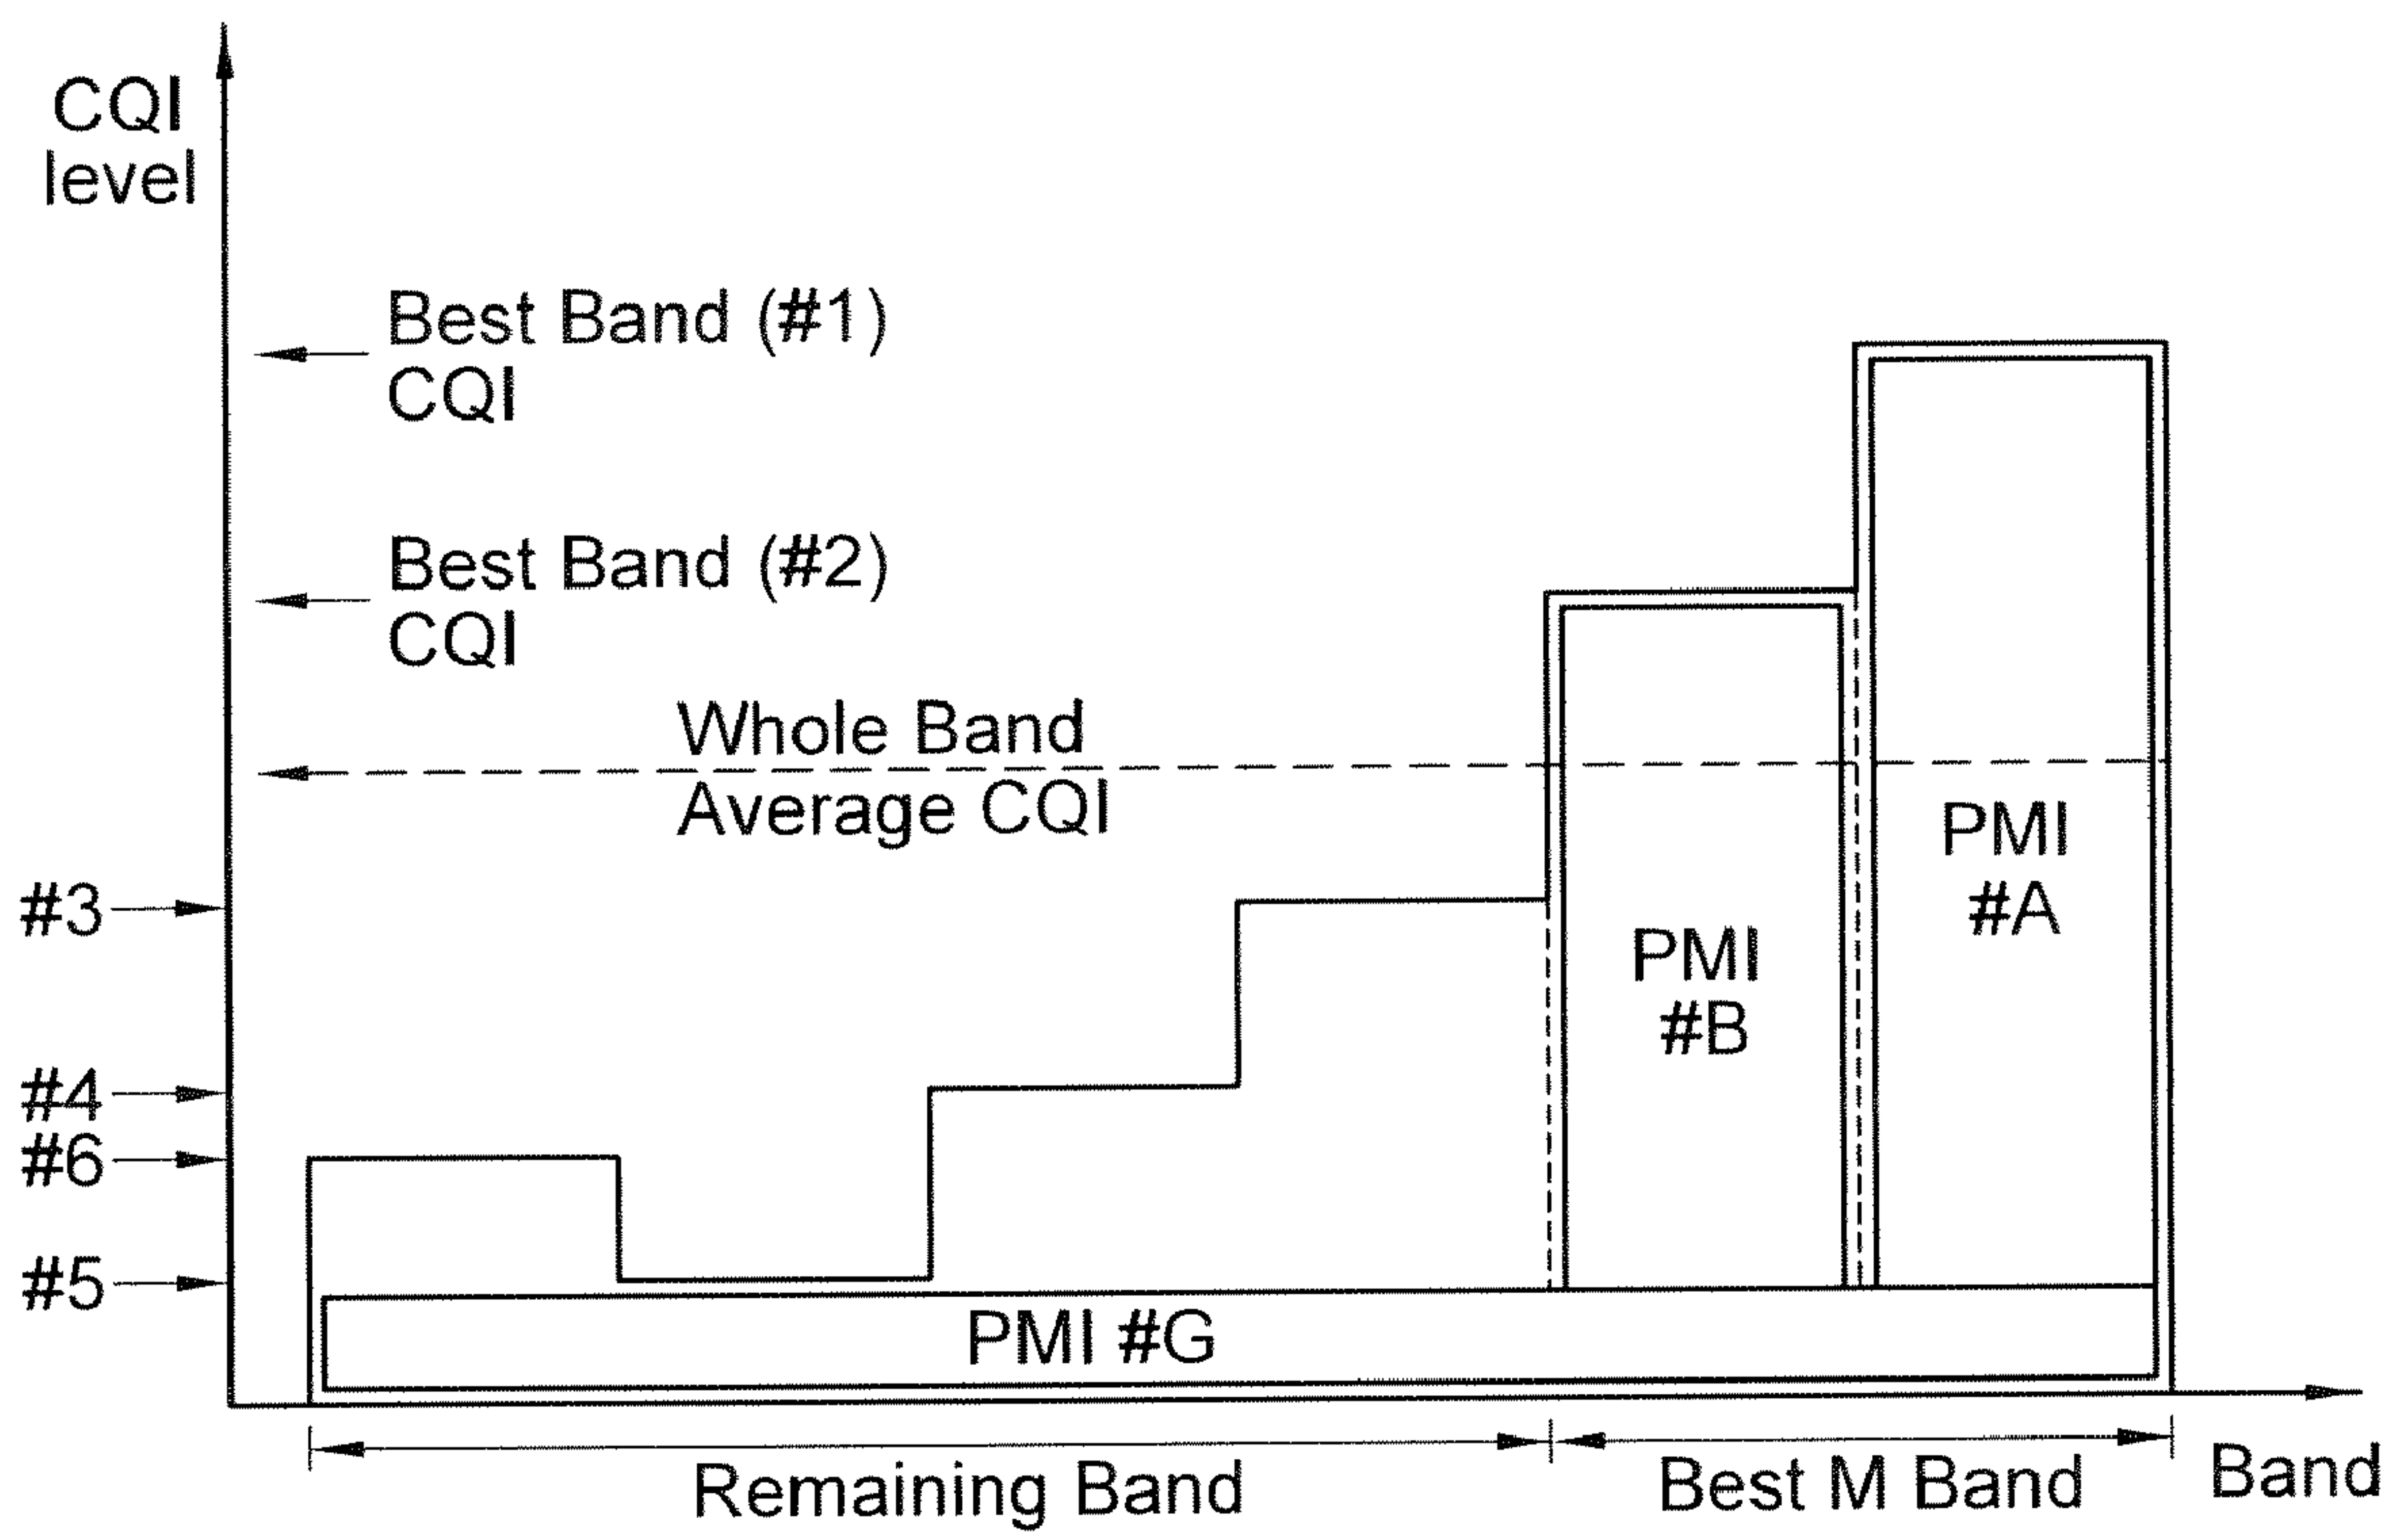 CQI
level
Best Band (#1)
CQI
Best Band (#2)
CQI
Whole Band
Average CQI
PMI
#A
#3
PMI
#B
#4
#6
#5
PMI #G
Remaining Band
Best M Band
Band